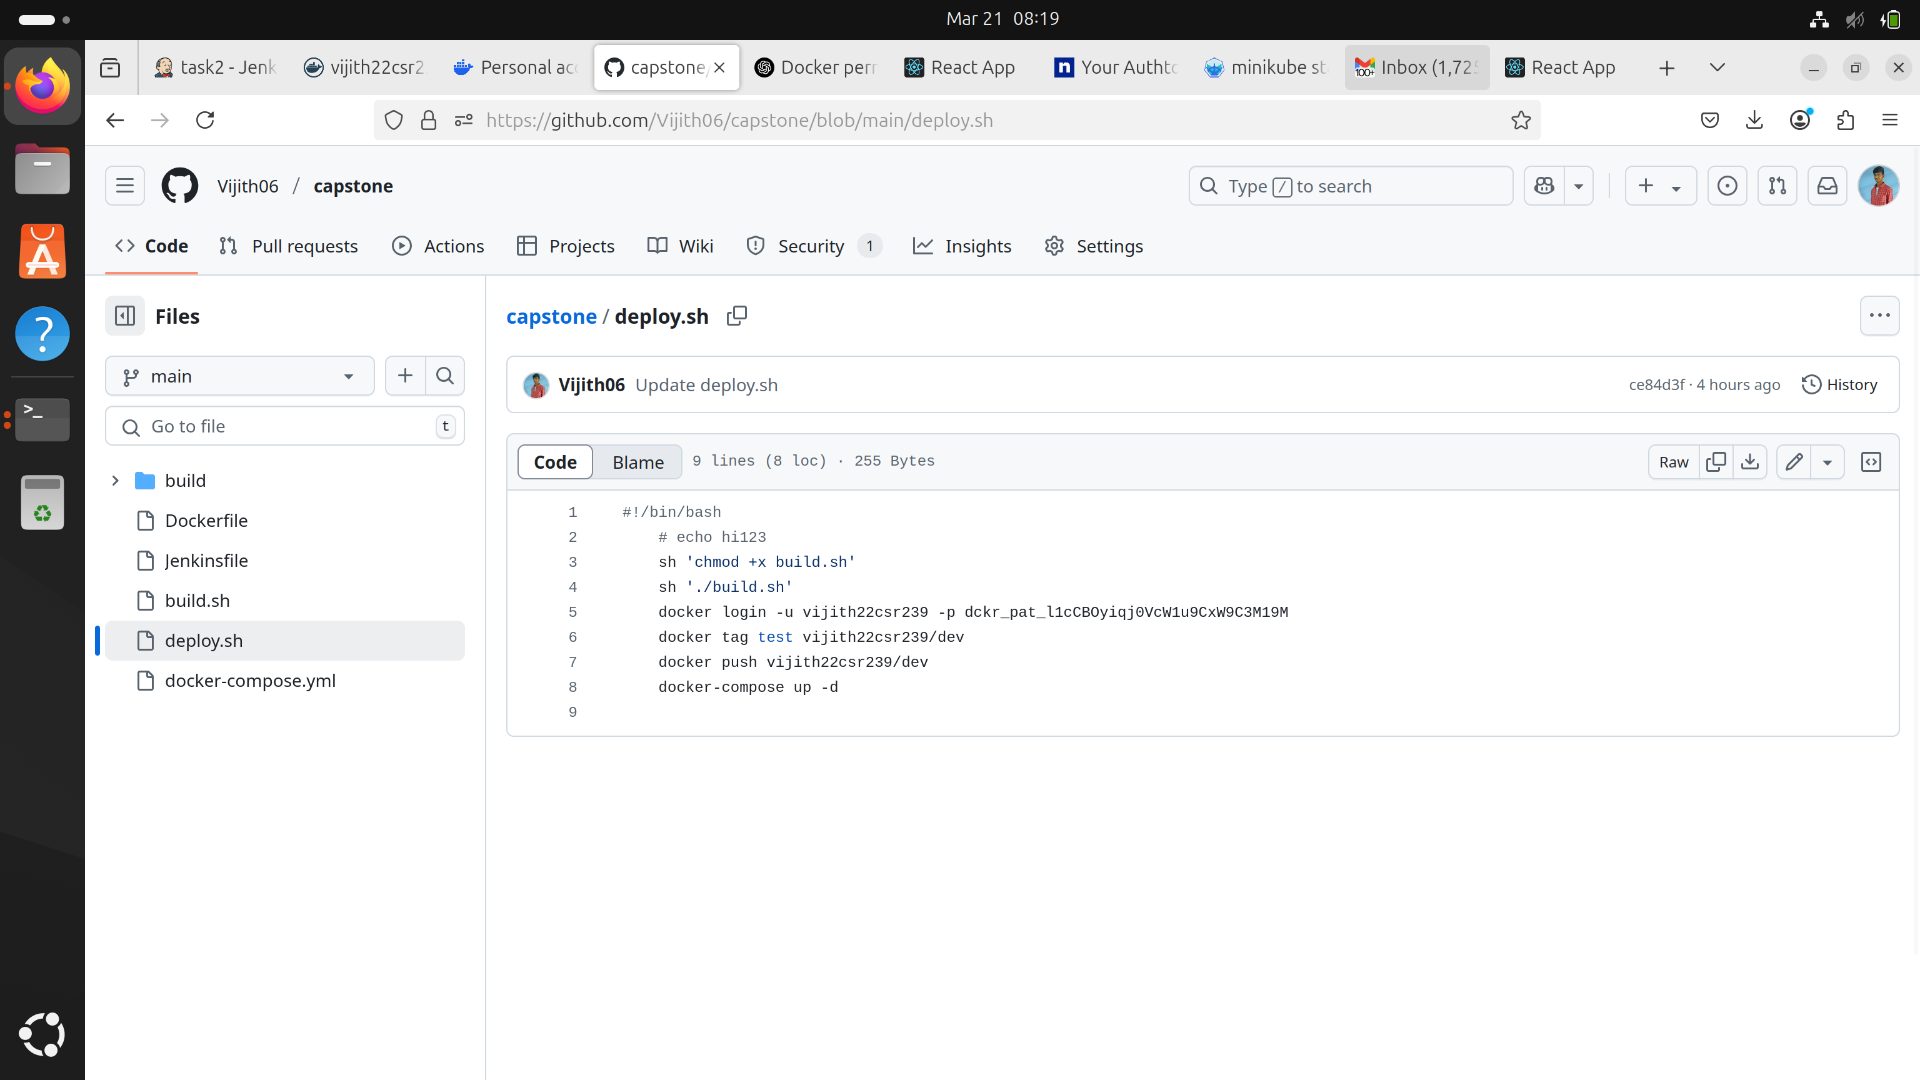 Mar 21 08:19
task2 - Jenk
vijith22csr2
Personal acc
capstone/
Docker perr
React App
Your Authto
minikube st
Inbox (1,725
React App
https://github.com/Vijith06/capstone/blob/main/deploy.sh
Vijith06 / capstone
Type / to search
Code
Pull requests
Actions
Projects
Wiki
Security 1
Insights
Settings
Files
main
Go to file
t
build
Dockerfile
Jenkinsfile
build.sh
deploy.sh
docker-compose.yml
capstone / deploy.sh
Vijith06 Update deploy.sh
ce84d3f · 4 hours ago
History
Code
Blame
9 lines (8 loc) · 255 Bytes
Raw
1 #!/bin/bash
2 # echo hi123
3 sh 'chmod +x build.sh'
4 sh './build.sh'
5 docker login -u vijith22csr239 -p dckr_pat_l1cCBOyiqj0VcW1u9CxW9C3M19M
6 docker tag test vijith22csr239/dev
7 docker push vijith22csr239/dev
8 docker-compose up -d
9